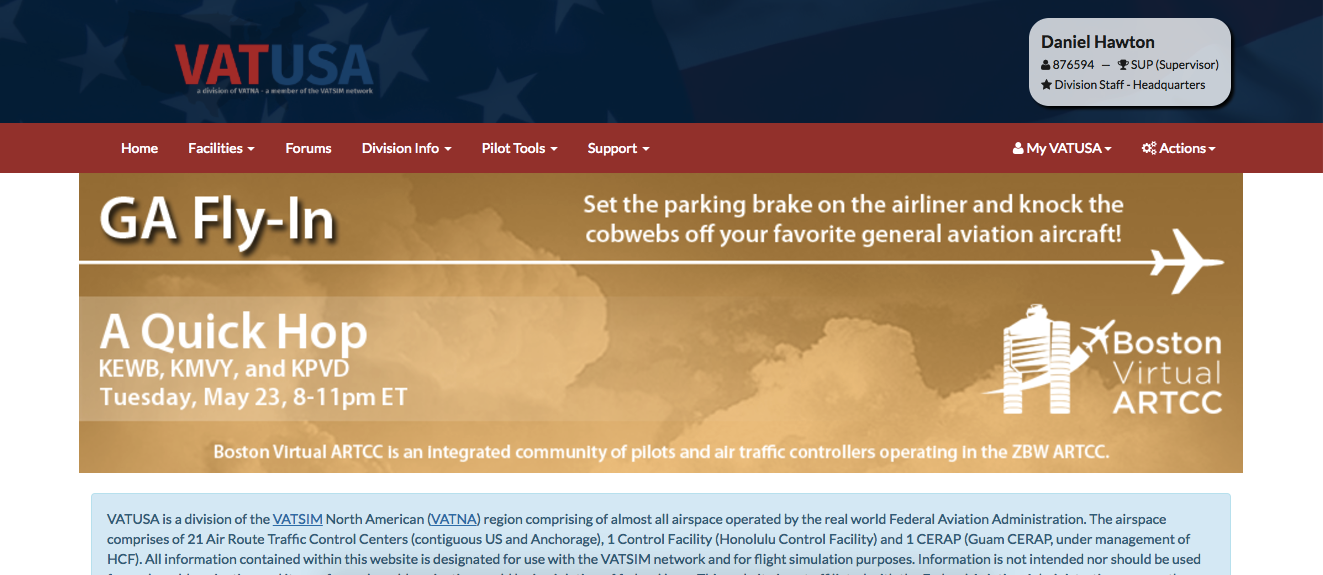 VATUSA
a division of VATNA - a member of the VATSIM network
Daniel Hawton
876594 — SUP (Supervisor)
Division Staff - Headquarters
Home Facilities Forums Division Info Pilot Tools Support My VATUSA Actions
GA Fly-In
Set the parking brake on the airliner and knock the
cobwebs off your favorite general aviation aircraft!
A Quick Hop
KEWB, KMVY, and KPVD
Tuesday, May 23, 8-11pm ET
Boston
Virtual
ARTCC
Boston Virtual ARTCC is an integrated community of pilots and air traffic controllers operating in the ZBW ARTCC.
VATUSA is a division of the VATSIM North American (VATNA) region comprising of almost all airspace operated by the real world Federal Aviation Administration. The airspace
comprises of 21 Air Route Traffic Control Centers (contiguous US and Anchorage), 1 Control Facility (Honolulu Control Facility) and 1 CERAP (Guam CERAP, under management of
HCF). All information contained within this website is designated for use with the VATSIM network and for flight simulation purposes. Information is not intended nor should be used